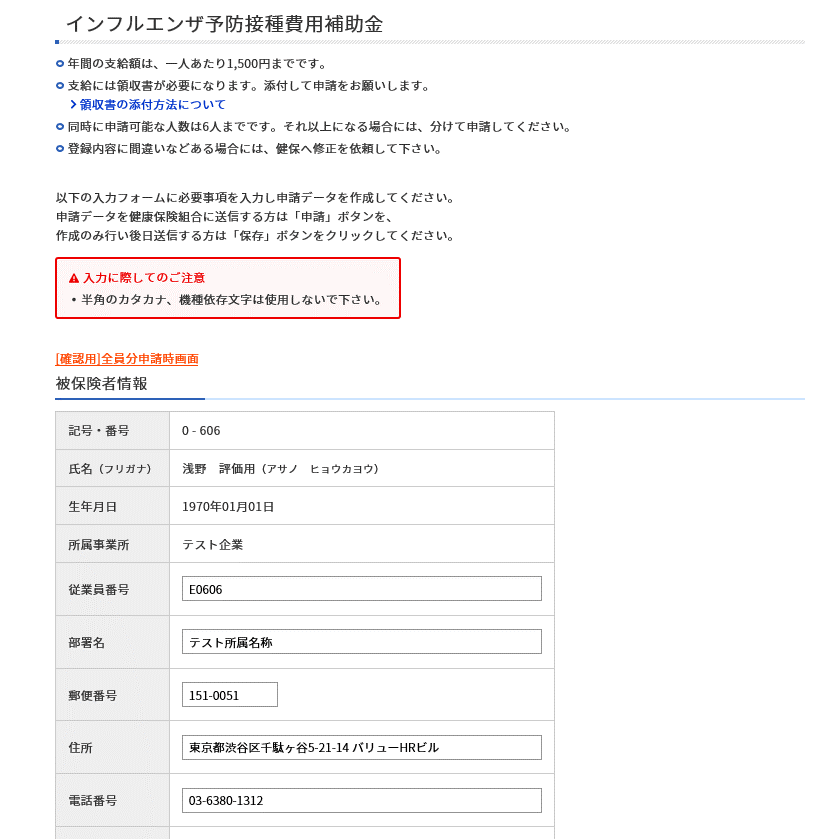 インフルエンザ予防接種費用補助金
年間の支給額は、一人あたり1,500円までです。
支給には領収書が必要になります。添付して申請をお願いします。
領収書の添付方法について
同時に申請可能な人数は6人までです。それ以上になる場合には、分けて申請してください。
登録内容に間違いなどある場合には、健保へ修正を依頼して下さい。
以下の入力フォームに必要事項を入力し申請データを作成してください。
申請データを健康保険組合に送信する方は「申請」ボタンを、
作成のみ行い後日送信する方は「保存」ボタンをクリックしてください。
入力に際してのご注意
・半角のカタカナ、機種依存文字は使用しないで下さい。
[確認用]全員分申請時画面
被保険者情報
記号・番号 0 - 606
氏名（フリガナ） 浅野　評価用（アサノ　ヒョウカヨウ）
生年月日 1970年01月01日
所属事業所 テスト企業
従業員番号 E0606
部署名 テスト所属名称
郵便番号 151-0051
住所 東京都渋谷区千駄ヶ谷5-21-14 バリューHRビル
電話番号 03-6380-1312